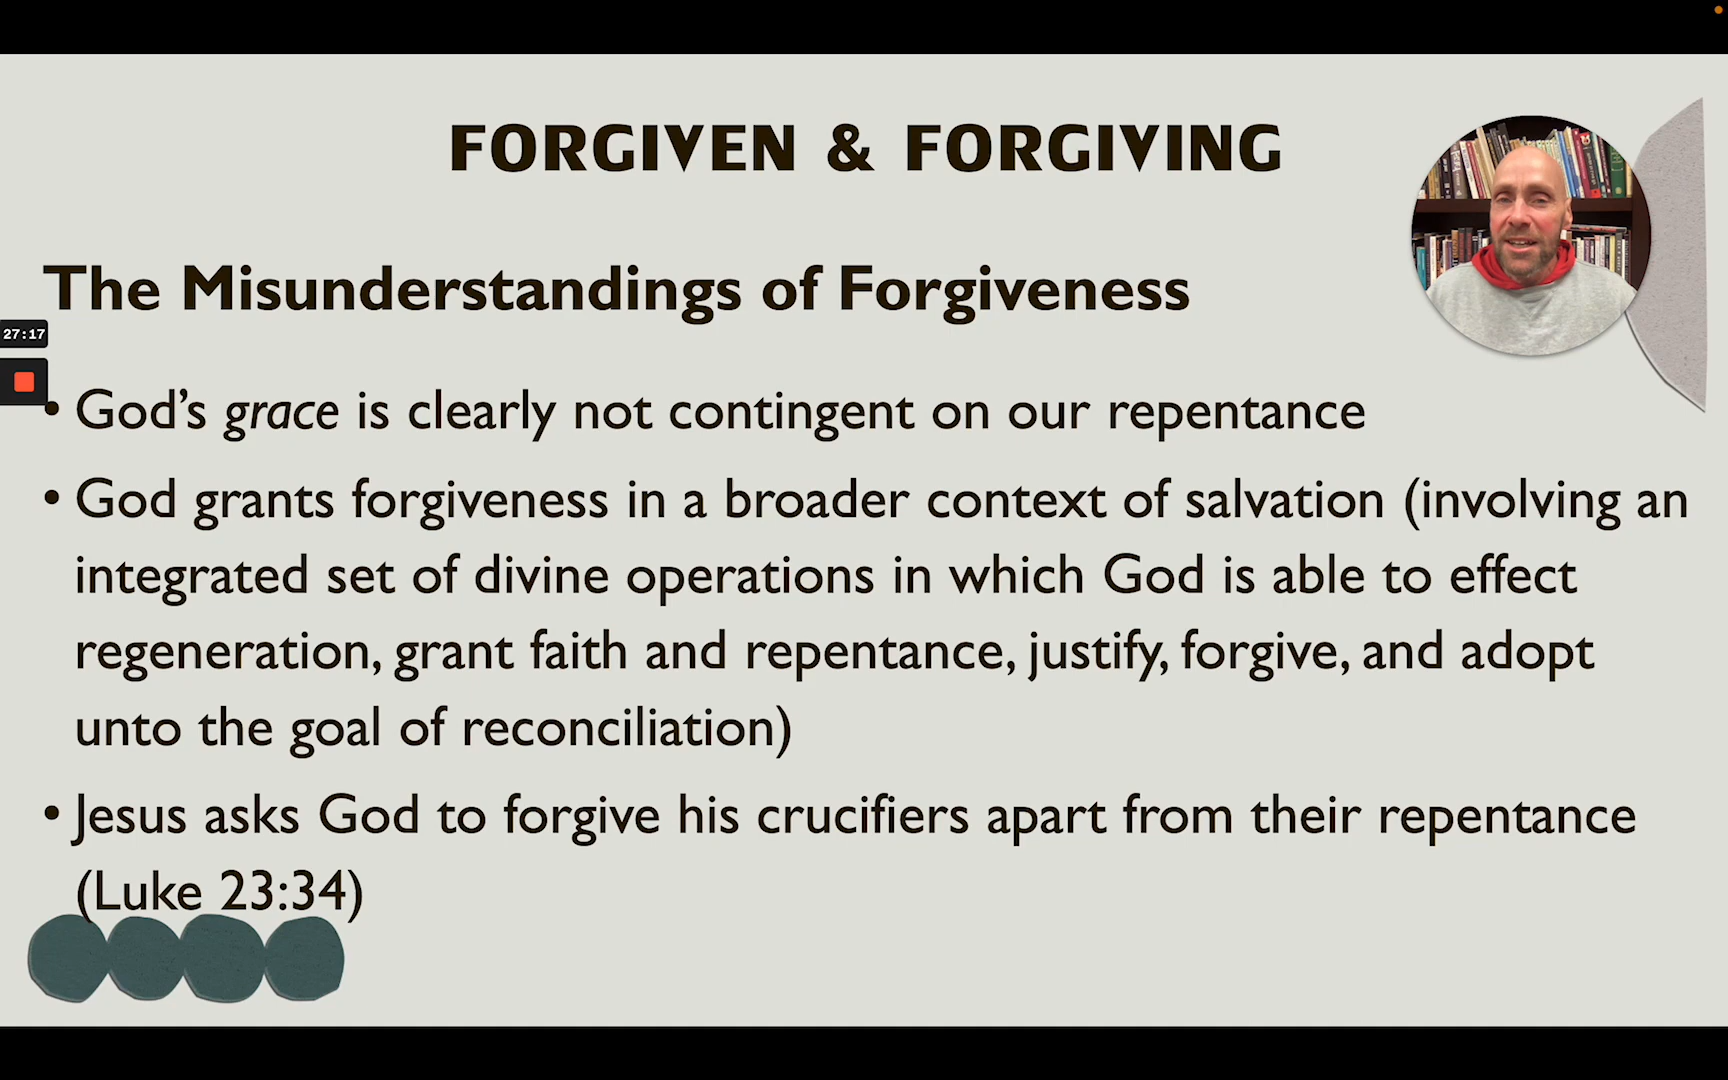 FORGIVEN & FORGIVING
The Misunderstandings of Forgiveness
27:17
• God’s grace is clearly not contingent on our repentance
• God grants forgiveness in a broader context of salvation (involving an
integrated set of divine operations in which God is able to effect
regeneration, grant faith and repentance, justify, forgive, and adopt
unto the goal of reconciliation)
• Jesus asks God to forgive his crucifiers apart from their repentance
(Luke 23:34)